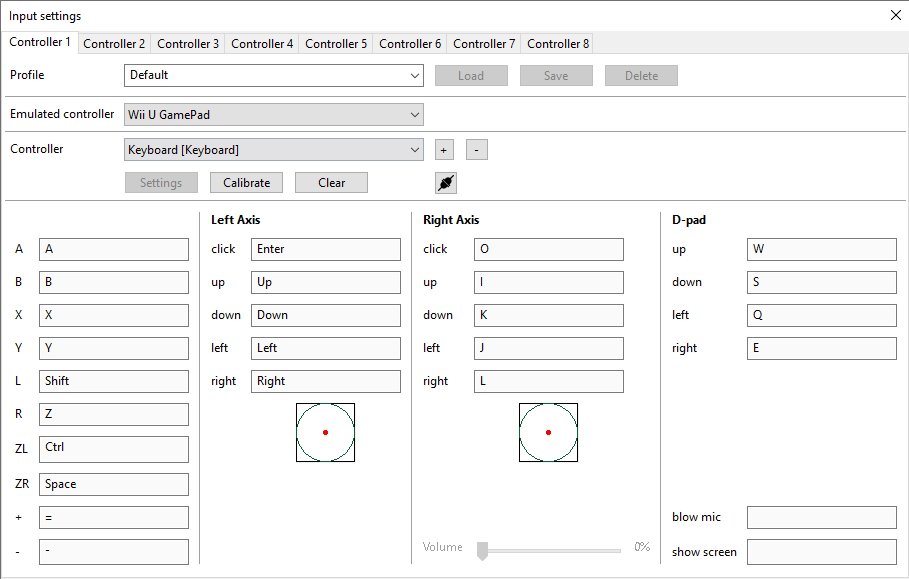 Input settings
Controller 1 Controller 2 Controller 3 Controller 4 Controller 5 Controller 6 Controller 7 Controller 8
Profile Default Load Save Delete
Emulated controller Wii U GamePad
Controller Keyboard [Keyboard] + -
Settings Calibrate Clear
Left Axis Right Axis D-pad
A A click Enter click O up W
B B up Up up I down S
X X down Down down K left Q
Y Y left Left left J right E
L Shift right Right right L
R Z
ZL Ctrl
ZR Space
+ = blow mic
- - Volume 0% show screen